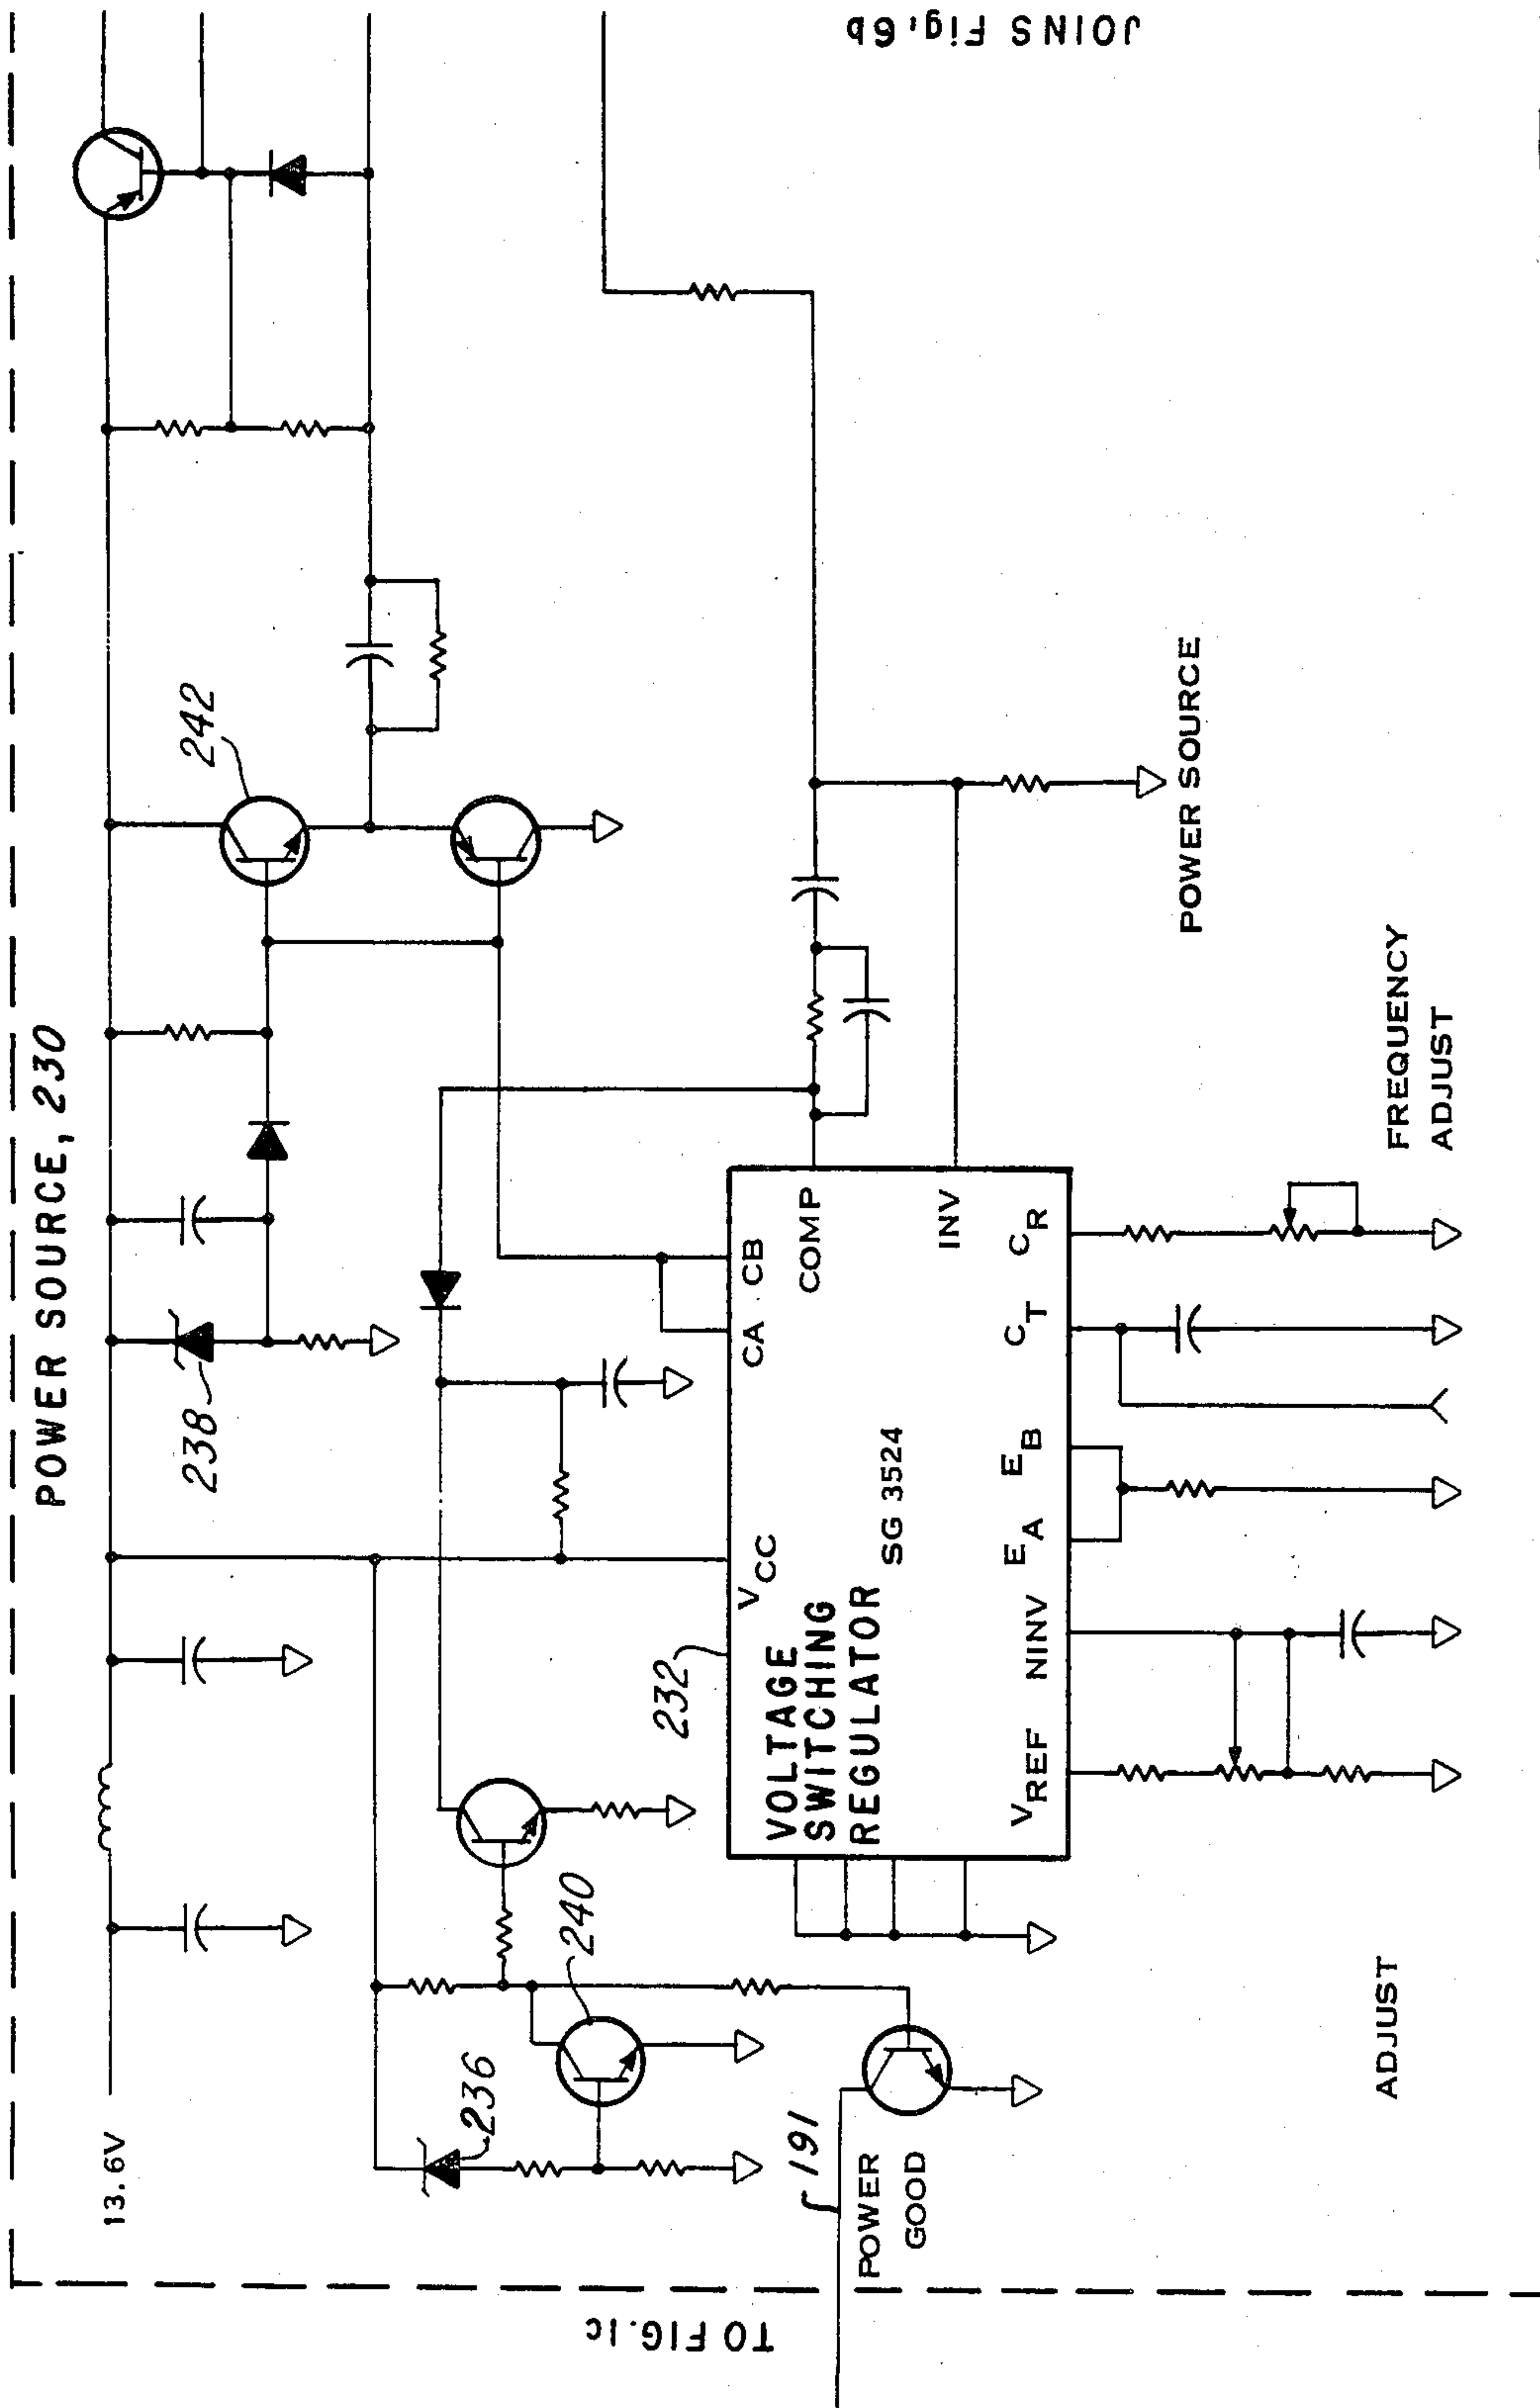 POWER SOURCE, 230
13.6V
238
242
236
240
232
191
POWER
GOOD
VOLTAGE
SWITCHING
REGULATOR
SG 3524
VCC
CA
CB
COMP
INV
VREF
NINV
EA
EB
CT
CR
POWER SOURCE
FREQUENCY
ADJUST
ADJUST
TO FIG. 1c
JOINS Fig. 6b